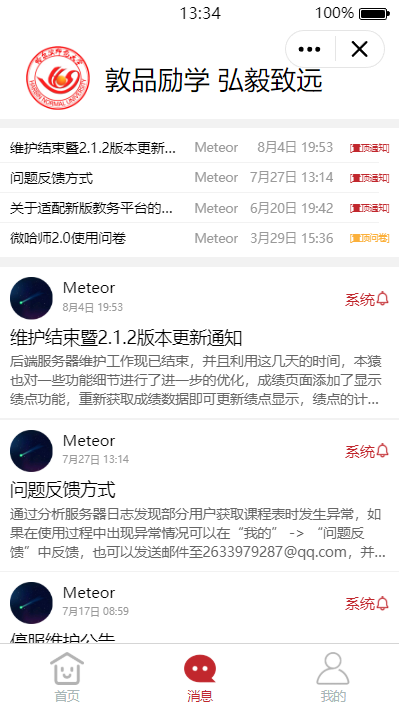 13:34
100%
敦品励学 弘毅致远
HARBIN NORMAL UNIVERSITY
维护结束暨2.1.2版本更新... Meteor 8月4日 19:53 [置顶通知]
问题反馈方式 Meteor 7月27日 13:14 [置顶通知]
关于适配新版教务平台的... Meteor 6月20日 19:42 [置顶通知]
微哈师2.0使用问卷 Meteor 3月29日 15:36 [置顶问卷]
Meteor
8月4日 19:53
系统
维护结束暨2.1.2版本更新通知
后端服务器维护工作现已结束，并且利用这几天的时间，本猿
也对一些功能细节进行了进一步的优化，成绩页面添加了显示
绩点功能，重新获取成绩数据即可更新绩点显示，绩点的计...
Meteor
7月27日 13:14
系统
问题反馈方式
通过分析服务器日志发现部分用户获取课程表时发生异常，如
果在使用过程中出现异常情况可以在“我的” -> “问题反
馈”中反馈，也可以发送邮件至2633979287@qq.com，并...
Meteor
7月17日 08:59
系统
停服维护公告
首页
消息
我的